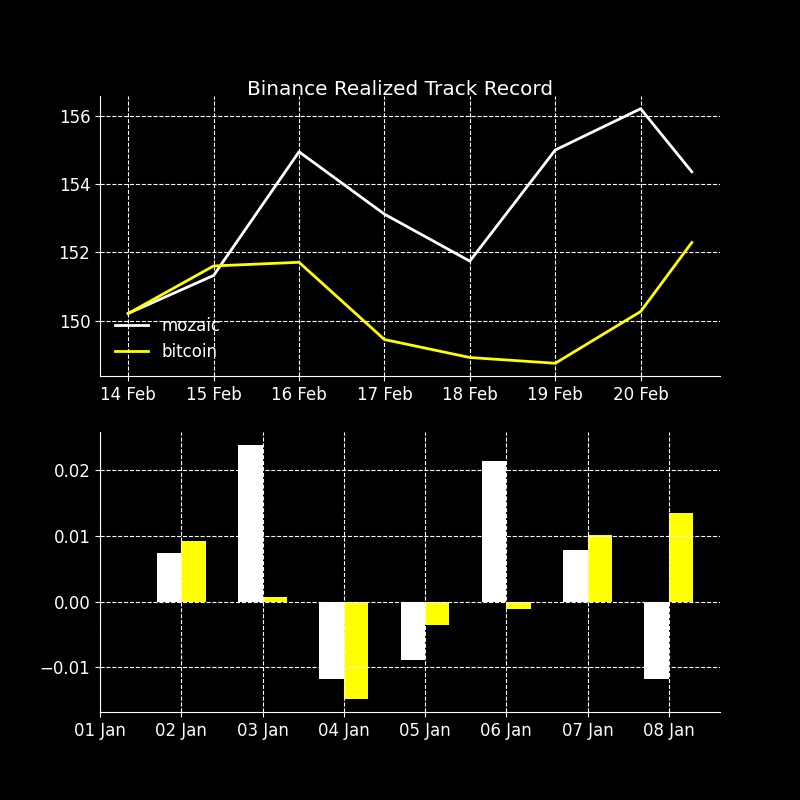 Binance Realized Track Record
156
154
152
150
mozaic
bitcoin
14 Feb 15 Feb 16 Feb 17 Feb 18 Feb 19 Feb 20 Feb
0.02
0.01
0.00
−0.01
01 Jan 02 Jan 03 Jan 04 Jan 05 Jan 06 Jan 07 Jan 08 Jan